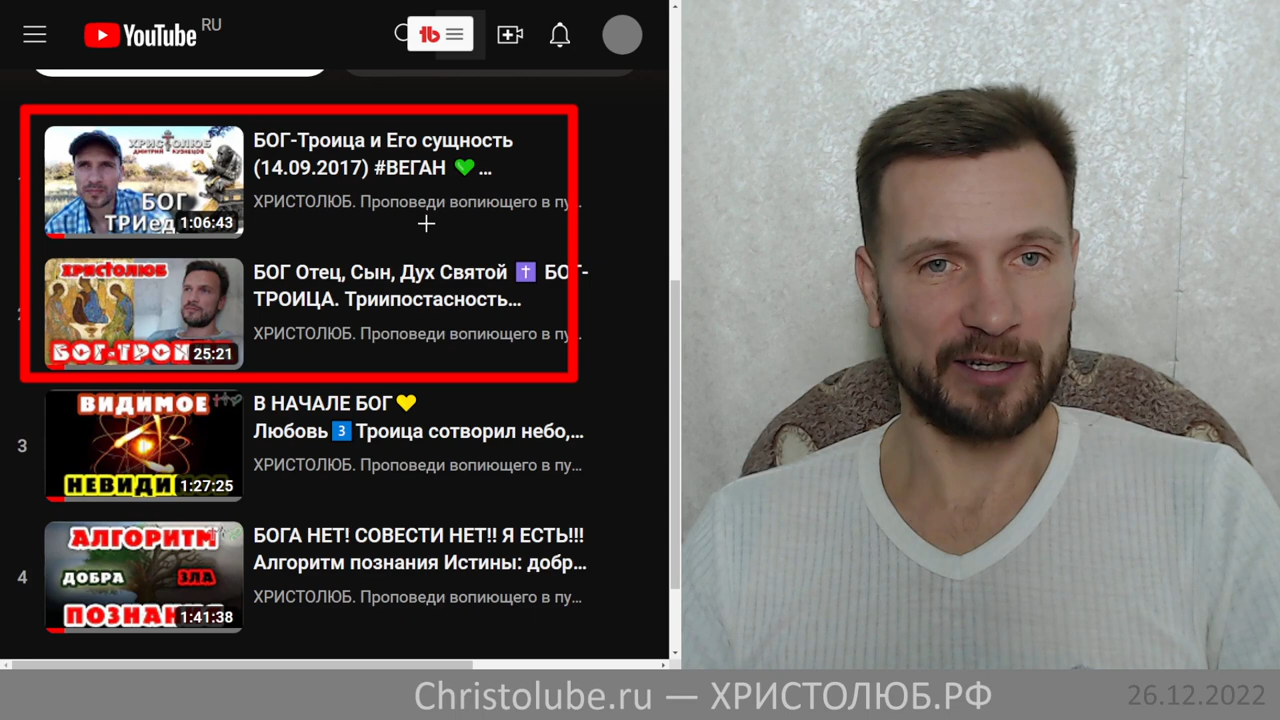 YouTube RU
tb
ХРИСТОЛЮБ
ДМИТРИЙ КУЗНЕЦОВ
БОГ
ТРИед
1:06:43
БОГ-Троица и Его сущность
(14.09.2017) #ВЕГАН 💚 …
ХРИСТОЛЮБ. Проповеди вопиющего в пу…
ХРИСТОЛЮБ
БОГ-ТРОИ
25:21
БОГ Отец, Сын, Дух Святой ✝️ БОГ-
ТРОИЦА. Триипостасность…
ХРИСТОЛЮБ. Проповеди вопиющего в пу…
3
ВИДИМОЕ
НЕВИДИ
1:27:25
В НАЧАЛЕ БОГ💛
Любовь 3️⃣ Троица сотворил небо,…
ХРИСТОЛЮБ. Проповеди вопиющего в пу…
4
АЛГОРИТМ
ДОБРА ЗЛА
ПОЗНАН
1:41:38
БОГА НЕТ! СОВЕСТИ НЕТ!! Я ЕСТЬ!!!
Алгоритм познания Истины: добр…
ХРИСТОЛЮБ. Проповеди вопиющего в пу…
Christolube.ru — ХРИСТОЛЮБ.РФ
26.12.2022